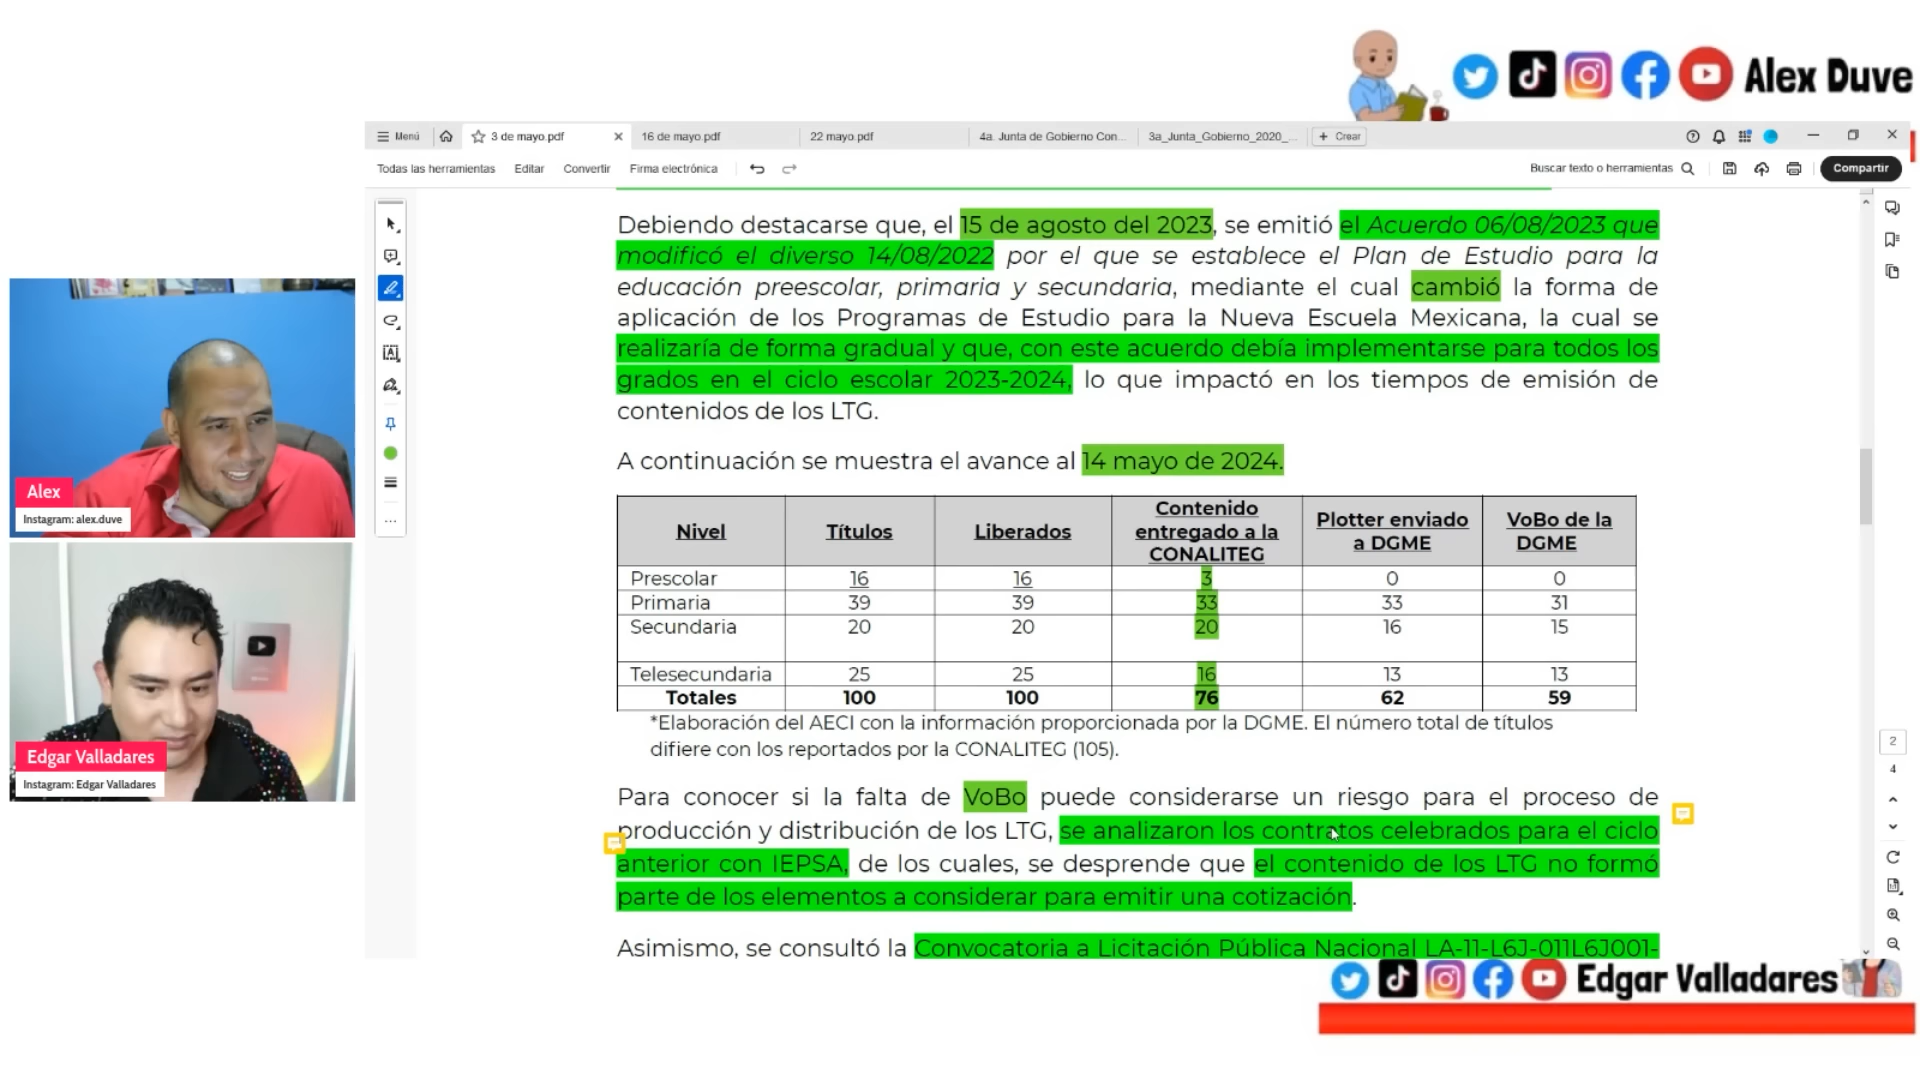 Alex Duve
Menú
3 de mayo.pdf
16 de mayo.pdf
22 mayo.pdf
4a. Junta de Gobierno Con...
3a_Junta_Gobierno_2020_...
+ Crear
Todas las herramientas
Editar
Convertir
Firma electrónica
Buscar texto o herramientas
Compartir
Debiendo destacarse que, el 15 de agosto del 2023, se emitió el Acuerdo 06/08/2023 que
modificó el diverso 14/08/2022 por el que se establece el Plan de Estudio para la
educación preescolar, primaria y secundaria, mediante el cual cambió la forma de
aplicación de los Programas de Estudio para la Nueva Escuela Mexicana, la cual se
realizaría de forma gradual y que, con este acuerdo debía implementarse para todos los
grados en el ciclo escolar 2023-2024, lo que impactó en los tiempos de emisión de
contenidos de los LTG.
A continuación se muestra el avance al 14 mayo de 2024.
Nivel Títulos Liberados Contenido entregado a la CONALITEG Plotter enviado a DGME VoBo de la DGME
Prescolar 16 16 3 0 0
Primaria 39 39 33 33 31
Secundaria 20 20 20 16 15
Telesecundaria 25 25 16 13 13
Totales 100 100 76 62 59
*Elaboración del AECI con la información proporcionada por la DGME. El número total de títulos
difiere con los reportados por la CONALITEG (105).
Para conocer si la falta de VoBo puede considerarse un riesgo para el proceso de
producción y distribución de los LTG, se analizaron los contratos celebrados para el ciclo
anterior con IEPSA, de los cuales, se desprende que el contenido de los LTG no formó
parte de los elementos a considerar para emitir una cotización.
Asimismo, se consultó la Convocatoria a Licitación Pública Nacional LA-11-L6J-011L6J001-
2
4
Alex
Instagram: alex.duve
Edgar Valladares
Instagram: Edgar Valladares
Edgar Valladares